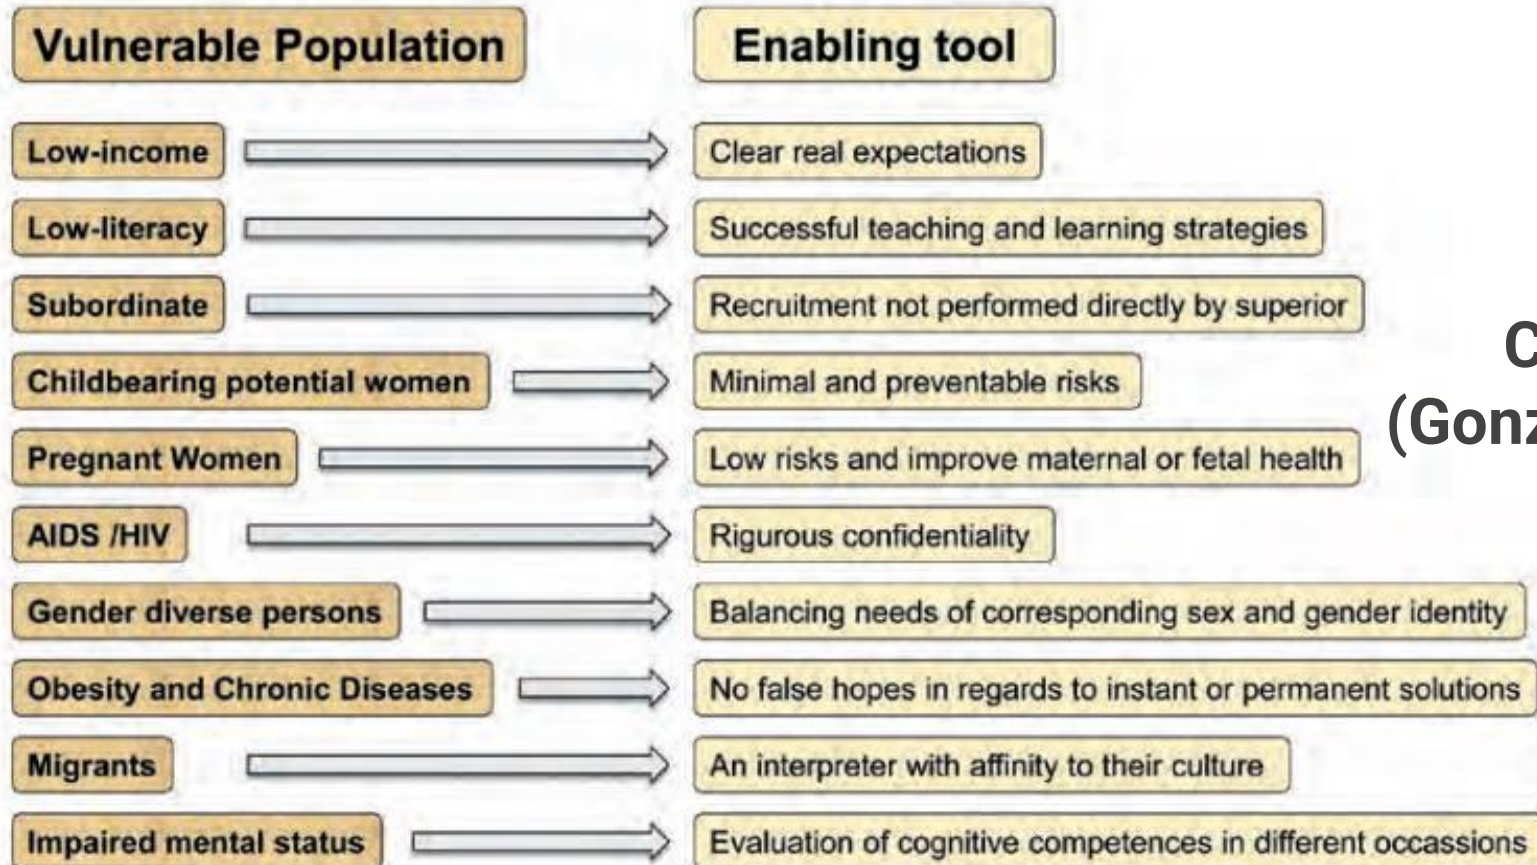 Vulnerable Population
Enabling tool
Low-income
Clear real expectations
Low-literacy
Successful teaching and learning strategies
Subordinate
Recruitment not performed directly by superior
Childbearing potential women
Minimal and preventable risks
Pregnant Women
Low risks and improve maternal or fetal health
AIDS /HIV
Rigurous confidentiality
Gender diverse persons
Balancing needs of corresponding sex and gender identity
Obesity and Chronic Diseases
No false hopes in regards to instant or permanent solutions
Migrants
An interpreter with affinity to their culture
Impaired mental status
Evaluation of cognitive competences in different occassions